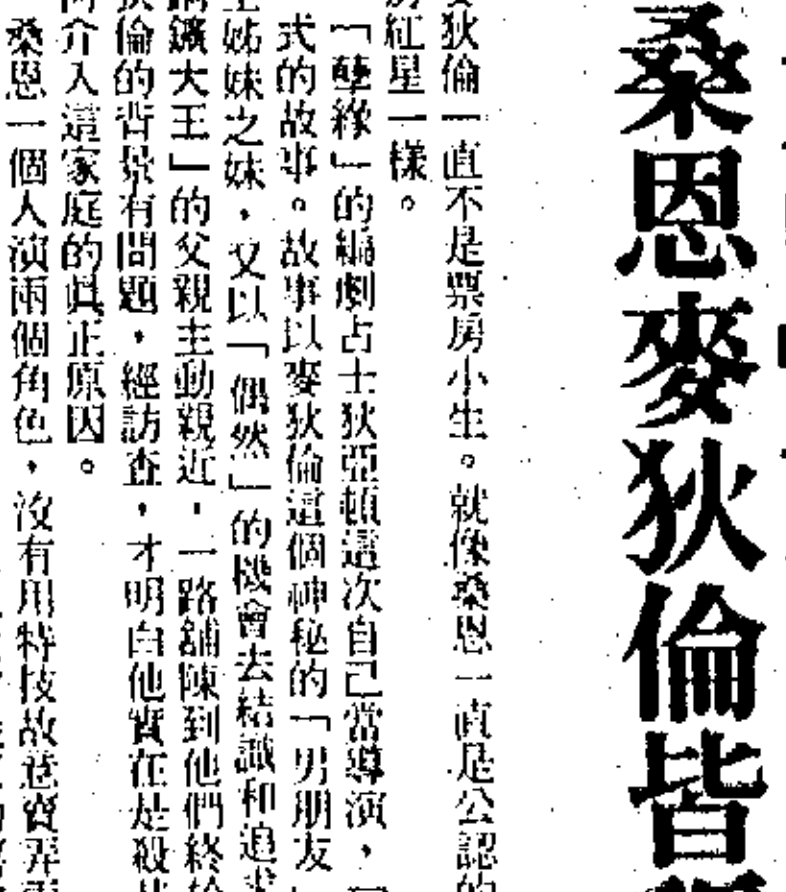 桑恩麥狄倫皆
狄倫一直不是票房小生。就像桑恩一直是公認的
房紅星一樣。
「孽緣」的編劇占士狄亞頓這次自己當導演,
式的故事。故事以麥狄倫這個神秘的「男朋友」
姊妹之妹,又以「偶然」的機會去結識和追求
鑛大王」的父親主動親近,一路鋪陳到他們終於
狄倫的背景有問題,經訪查,才明白他實在是殺
介入這家庭的眞正原因。
桑恩一個人演兩個角色,沒有用特技故意賣弄